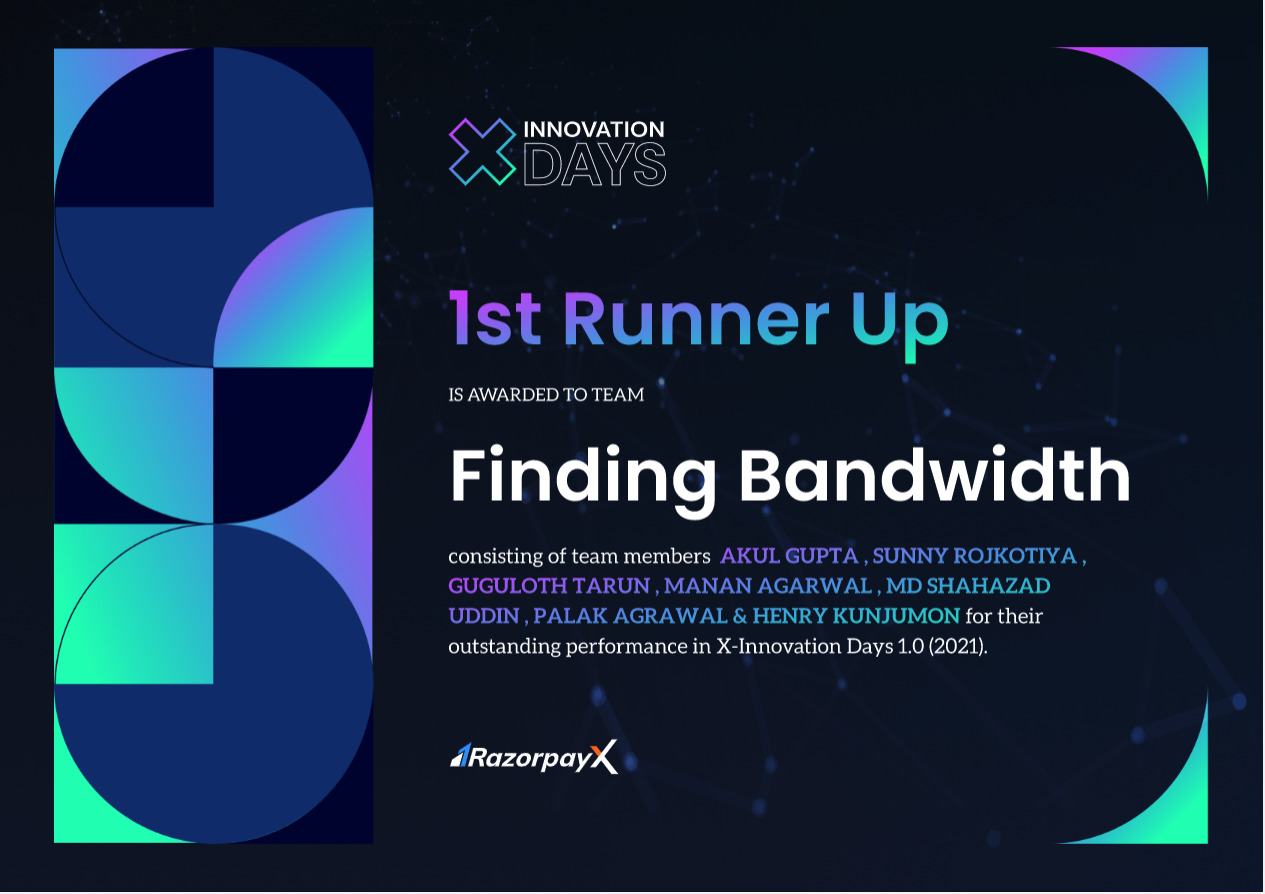 X INNOVATION
DAYS
1st Runner Up
IS AWARDED TO TEAM
Finding Bandwidth
consisting of team members AKUL GUPTA , SUNNY ROJKOTIYA ,
GUGULOTH TARUN , MANAN AGARWAL , MD SHAHAZAD
UDDIN , PALAK AGRAWAL & HENRY KUNJUMON for their
outstanding performance in X-Innovation Days 1.0 (2021).
RazorpayX